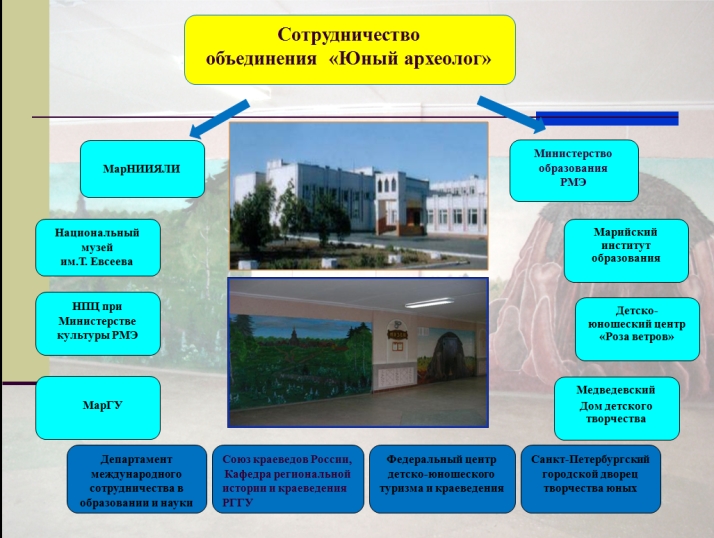 Сотрудничество
объединения «Юный археолог»
МарНИИЯЛИ
Министерство
образования
РМЭ
Национальный
музей
им.Т. Евсеева
Марийский
институт
образования
НПЦ при
Министерстве
культуры РМЭ
Детско-
юношеский центр
«Роза ветров»
МарГУ
Медведевский
Дом детского
творчества
Департамент
международного
сотрудничества в
образовании и науки
Союз краеведов России,
Кафедра региональной
истории и краеведения
РГГУ
Федеральный центр
детско-юношеского
туризма и краеведения
Санкт-Петербургский
городской дворец
творчества юных